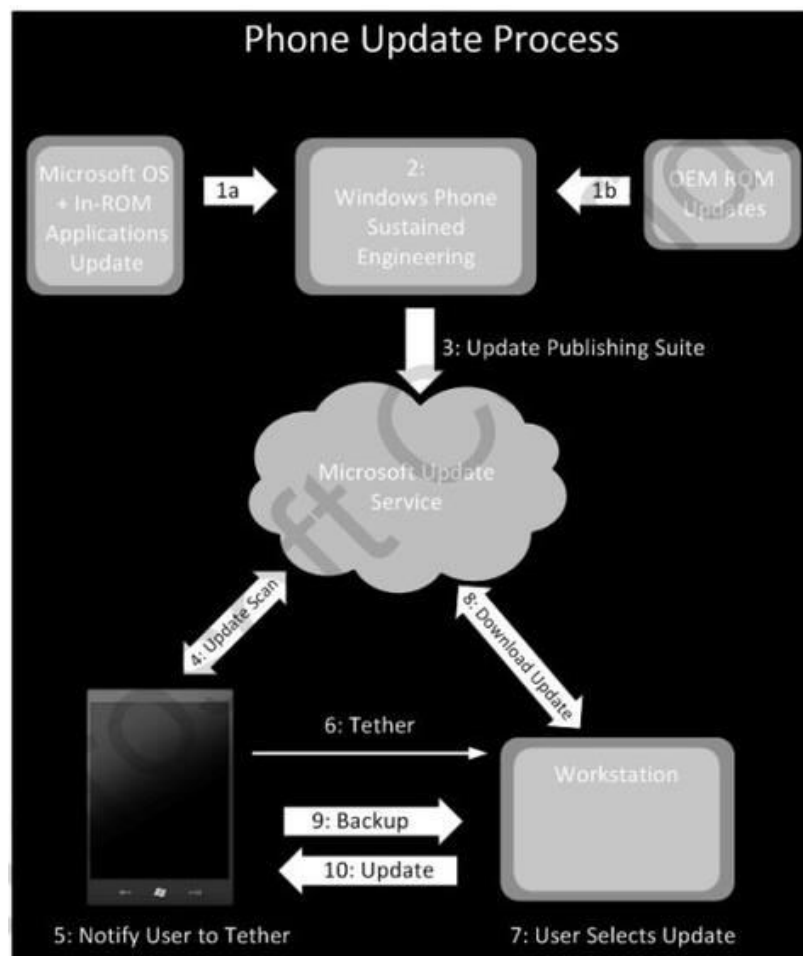 Phone Update Process
Microsoft OS
+ In-ROM
Applications
Update
1a
2:
Windows Phone
Sustained
Engineering
1b
OEM ROM
Updates
3: Update Publishing Suite
Microsoft Update
Service
4: Update Scan
8: Download Update
6: Tether
Workstation
9: Backup
10: Update
5: Notify User to Tether
7: User Selects Update